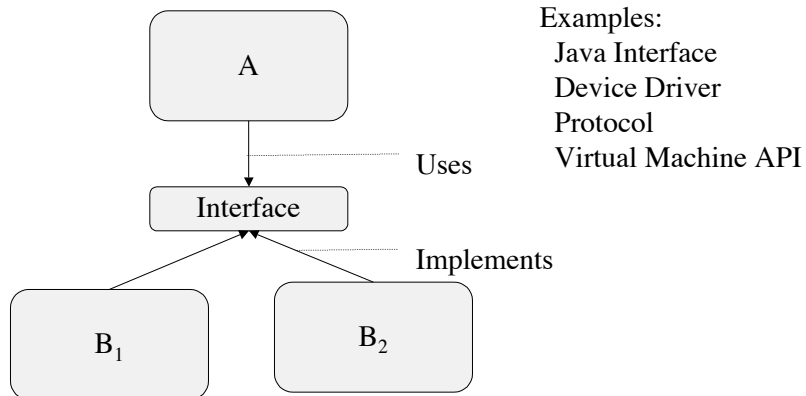 A
Examples:
Java Interface
Device Driver
Protocol
Virtual Machine API
Uses
Interface
Implements
B₁
B₂